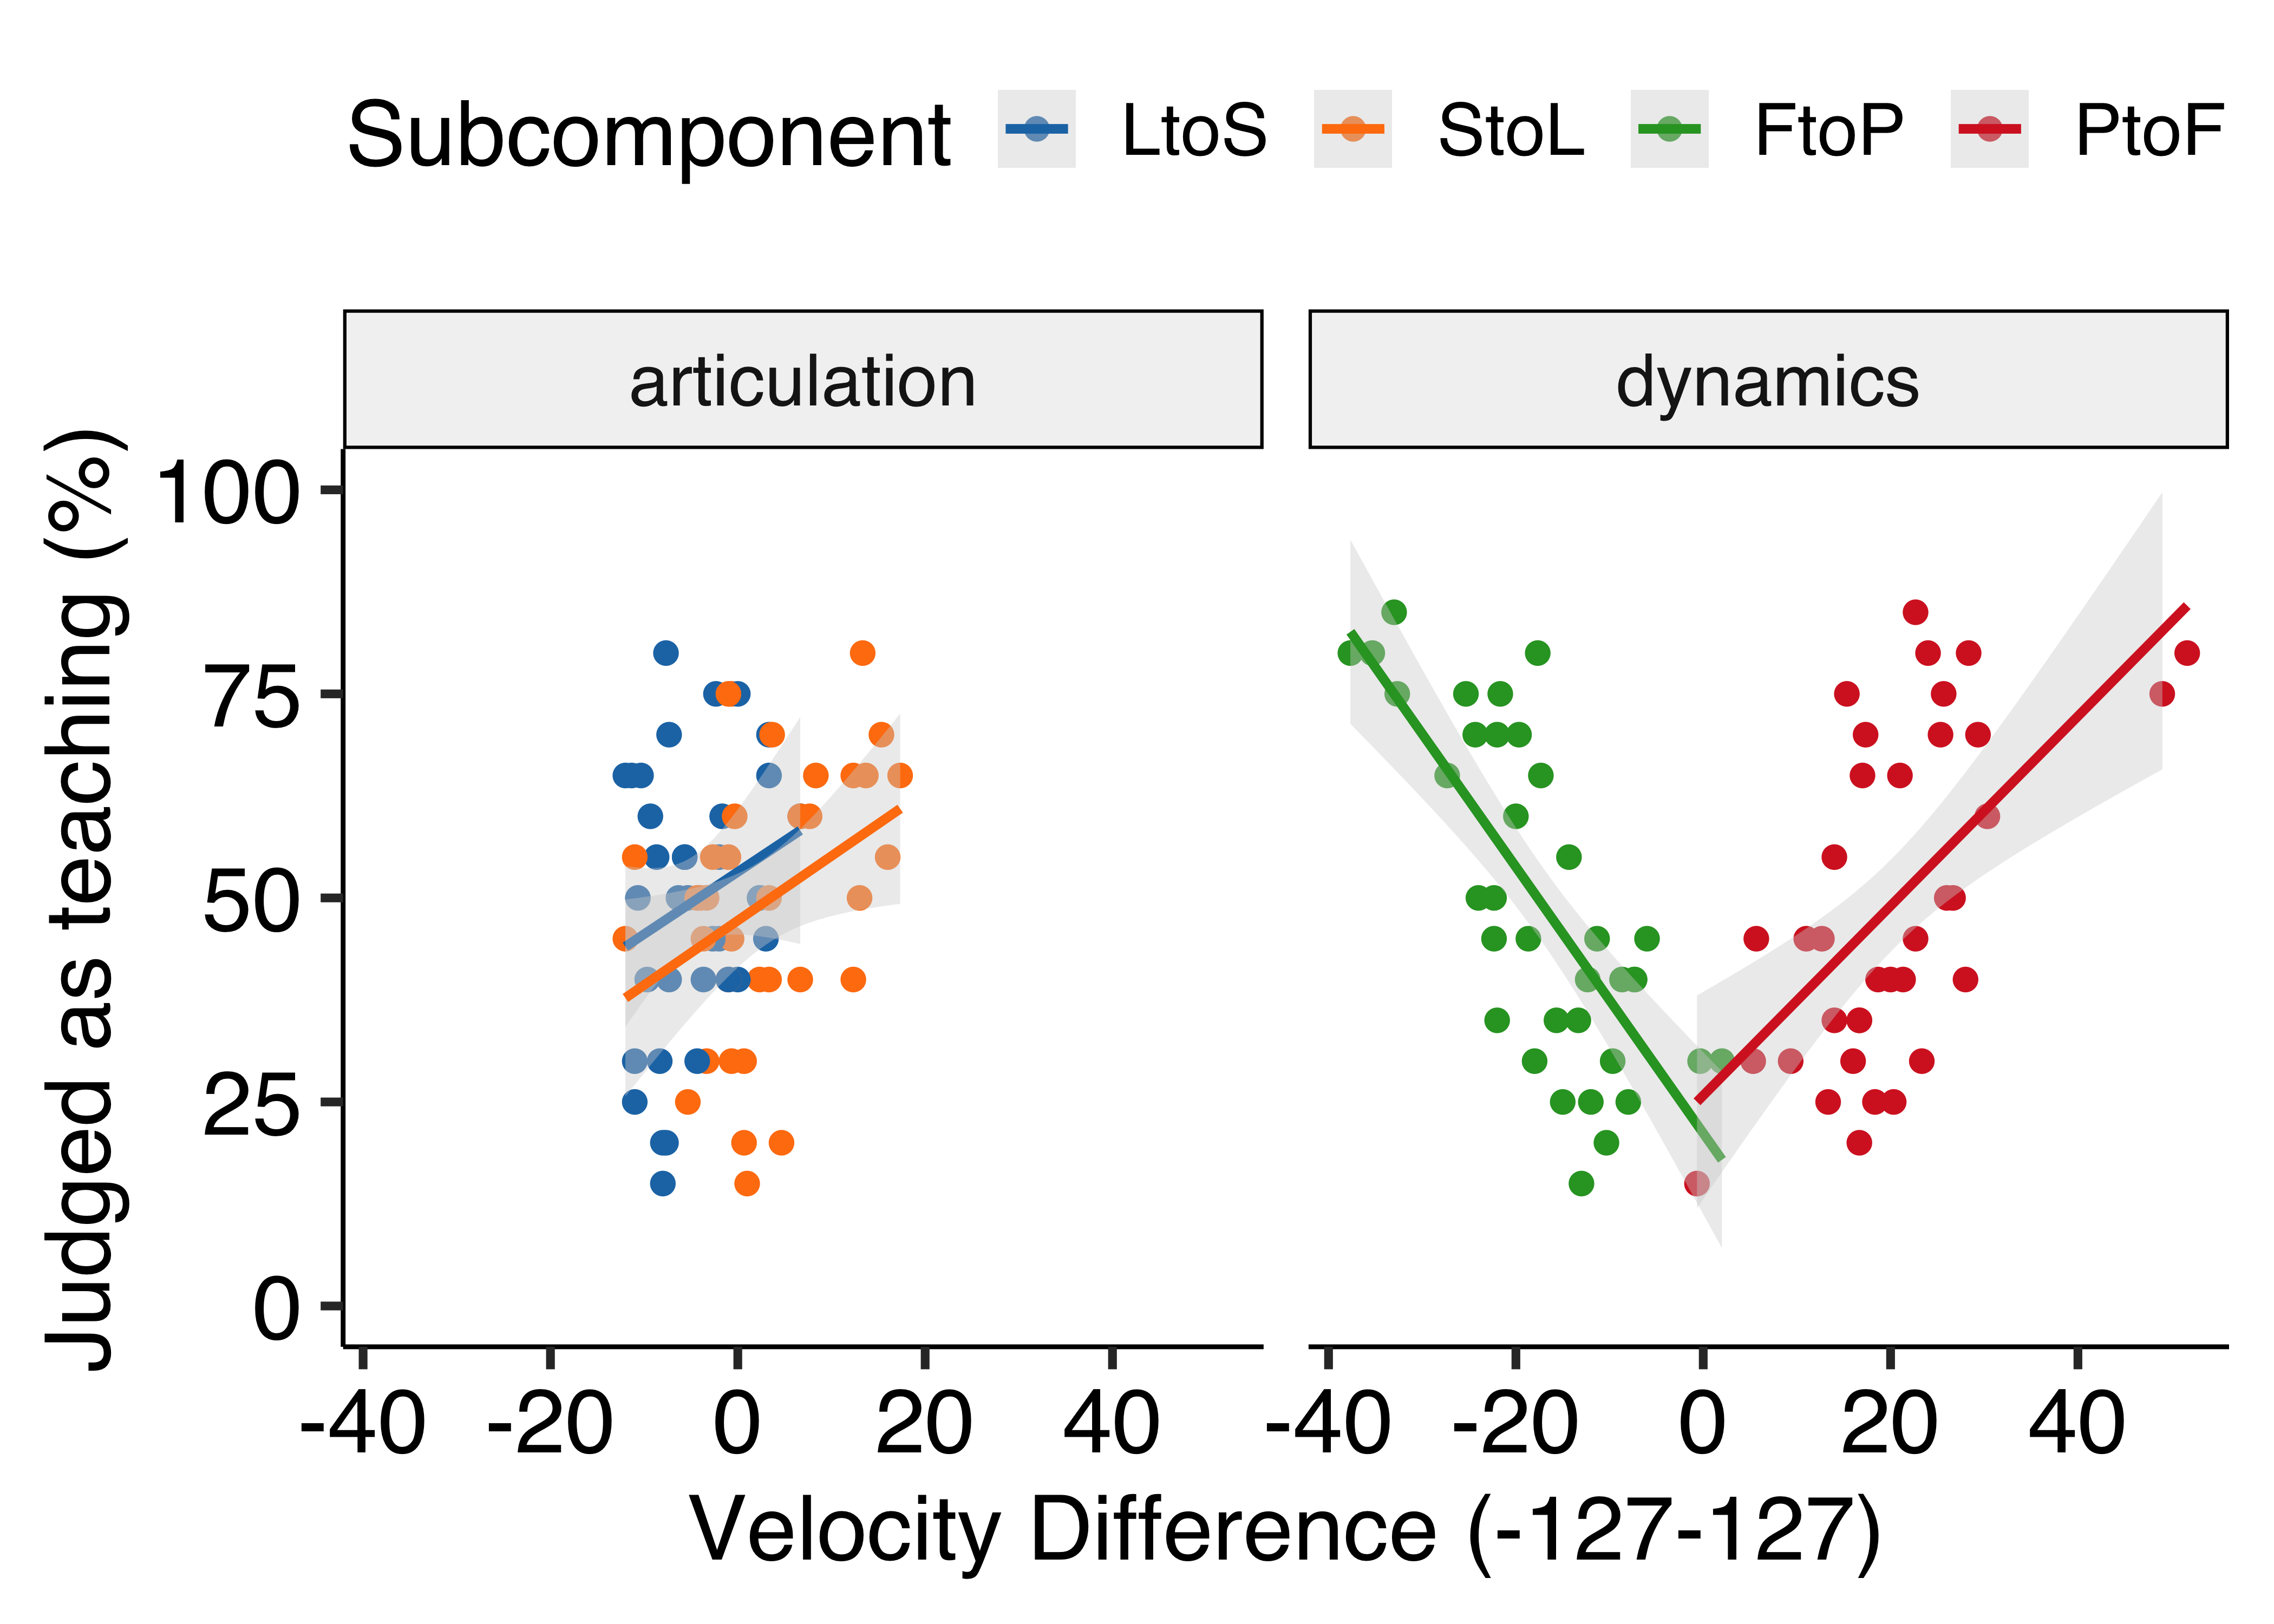 Subcomponent LtoS StoL FtoP PtoF
articulation dynamics
Judged as teaching (%)
100
75
50
25
0
-40 -20 0 20 40 -40 -20 0 20 40
Velocity Difference (-127-127)